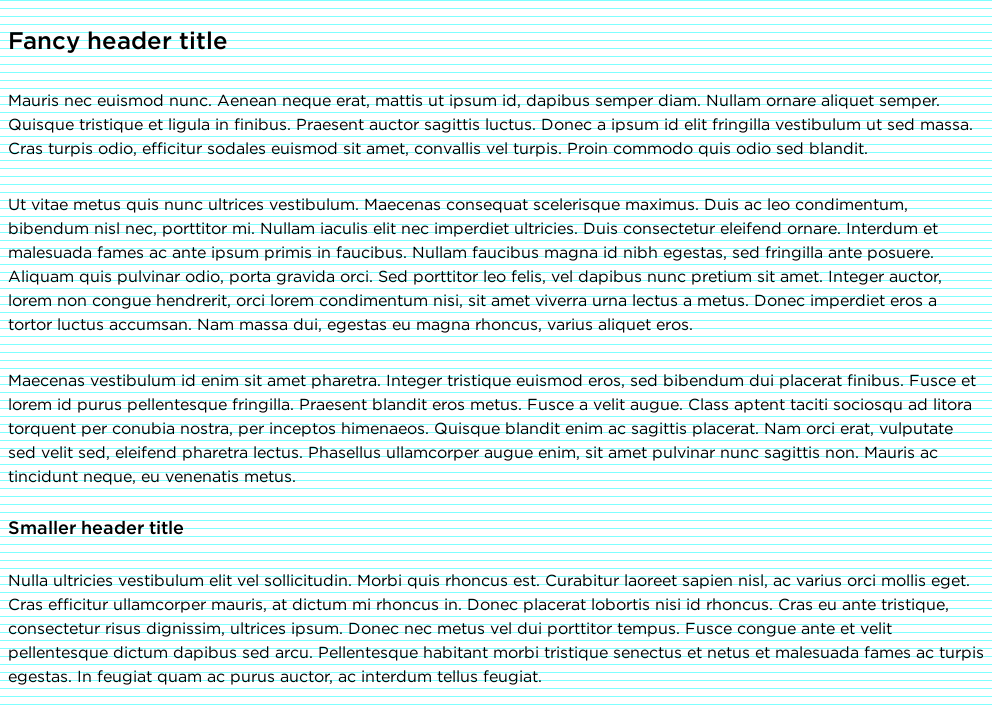 Fancy header title
Mauris nec euismod nunc. Aenean neque erat, mattis ut ipsum id, dapibus semper diam. Nullam ornare aliquet semper.
Quisque tristique et ligula in finibus. Praesent auctor sagittis luctus. Donec a ipsum id elit fringilla vestibulum ut sed massa.
Cras turpis odio, efficitur sodales euismod sit amet, convallis vel turpis. Proin commodo quis odio sed blandit.
Ut vitae metus quis nunc ultrices vestibulum. Maecenas consequat scelerisque maximus. Duis ac leo condimentum,
bibendum nisl nec, porttitor mi. Nullam iaculis elit nec imperdiet ultricies. Duis consectetur eleifend ornare. Interdum et
malesuada fames ac ante ipsum primis in faucibus. Nullam faucibus magna id nibh egestas, sed fringilla ante posuere.
Aliquam quis pulvinar odio, porta gravida orci. Sed porttitor leo felis, vel dapibus nunc pretium sit amet. Integer auctor,
lorem non congue hendrerit, orci lorem condimentum nisi, sit amet viverra urna lectus a metus. Donec imperdiet eros a
tortor luctus accumsan. Nam massa dui, egestas eu magna rhoncus, varius aliquet eros.
Maecenas vestibulum id enim sit amet pharetra. Integer tristique euismod eros, sed bibendum dui placerat finibus. Fusce et
lorem id purus pellentesque fringilla. Praesent blandit eros metus. Fusce a velit augue. Class aptent taciti sociosqu ad litora
torquent per conubia nostra, per inceptos himenaeos. Quisque blandit enim ac sagittis placerat. Nam orci erat, vulputate
sed velit sed, eleifend pharetra lectus. Phasellus ullamcorper augue enim, sit amet pulvinar nunc sagittis non. Mauris ac
tincidunt neque, eu venenatis metus.
Smaller header title
Nulla ultricies vestibulum elit vel sollicitudin. Morbi quis rhoncus est. Curabitur laoreet sapien nisl, ac varius orci mollis eget.
Cras efficitur ullamcorper mauris, at dictum mi rhoncus in. Donec placerat lobortis nisi id rhoncus. Cras eu ante tristique,
consectetur risus dignissim, ultrices ipsum. Donec nec metus vel dui porttitor tempus. Fusce congue ante et velit
pellentesque dictum dapibus sed arcu. Pellentesque habitant morbi tristique senectus et netus et malesuada fames ac turpis
egestas. In feugiat quam ac purus auctor, ac interdum tellus feugiat.